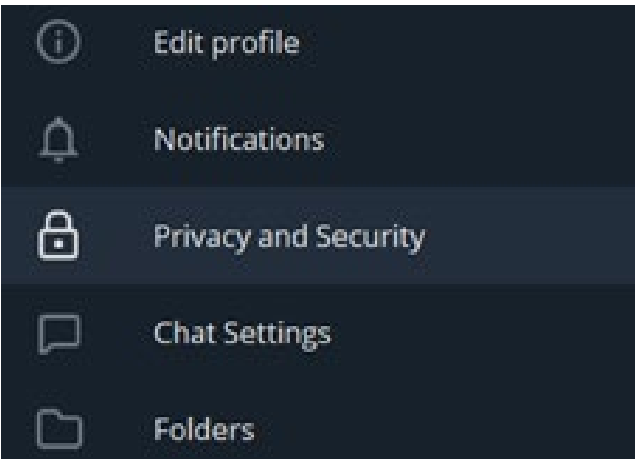 Edit profile
Notifications
Privacy and Security
Chat Settings
Folders